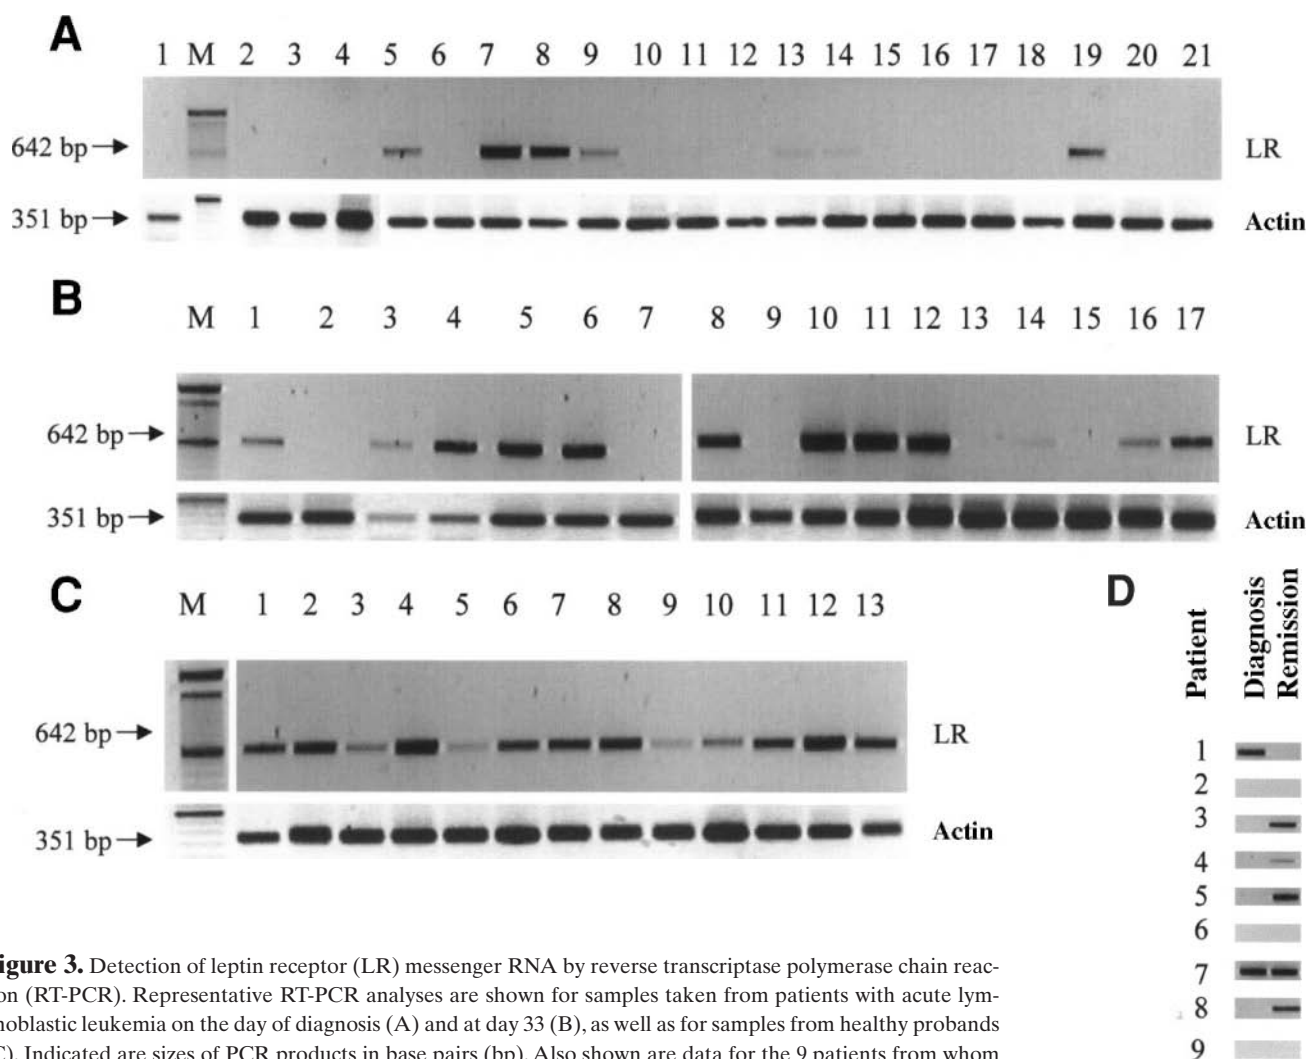 A
1 M 2 3 4 5 6 7 8 9 10 11 12 13 14 15 16 17 18 19 20 21
642 bp LR
351 bp Actin
B
M 1 2 3 4 5 6 7 8 9 10 11 12 13 14 15 16 17
642 bp LR
351 bp Actin
C
M 1 2 3 4 5 6 7 8 9 10 11 12 13
642 bp LR
351 bp Actin
D
Patient Diagnosis Remission
1
2
3
4
5
6
7
8
9
igure 3. Detection of leptin receptor (LR) messenger RNA by reverse transcriptase polymerase chain reac-
on (RT-PCR). Representative RT-PCR analyses are shown for samples taken from patients with acute lym-
hoblastic leukemia on the day of diagnosis (A) and at day 33 (B), as well as for samples from healthy probands
C). Indicated are sizes of PCR products in base pairs (bp). Also shown are data for the 9 patients from whom